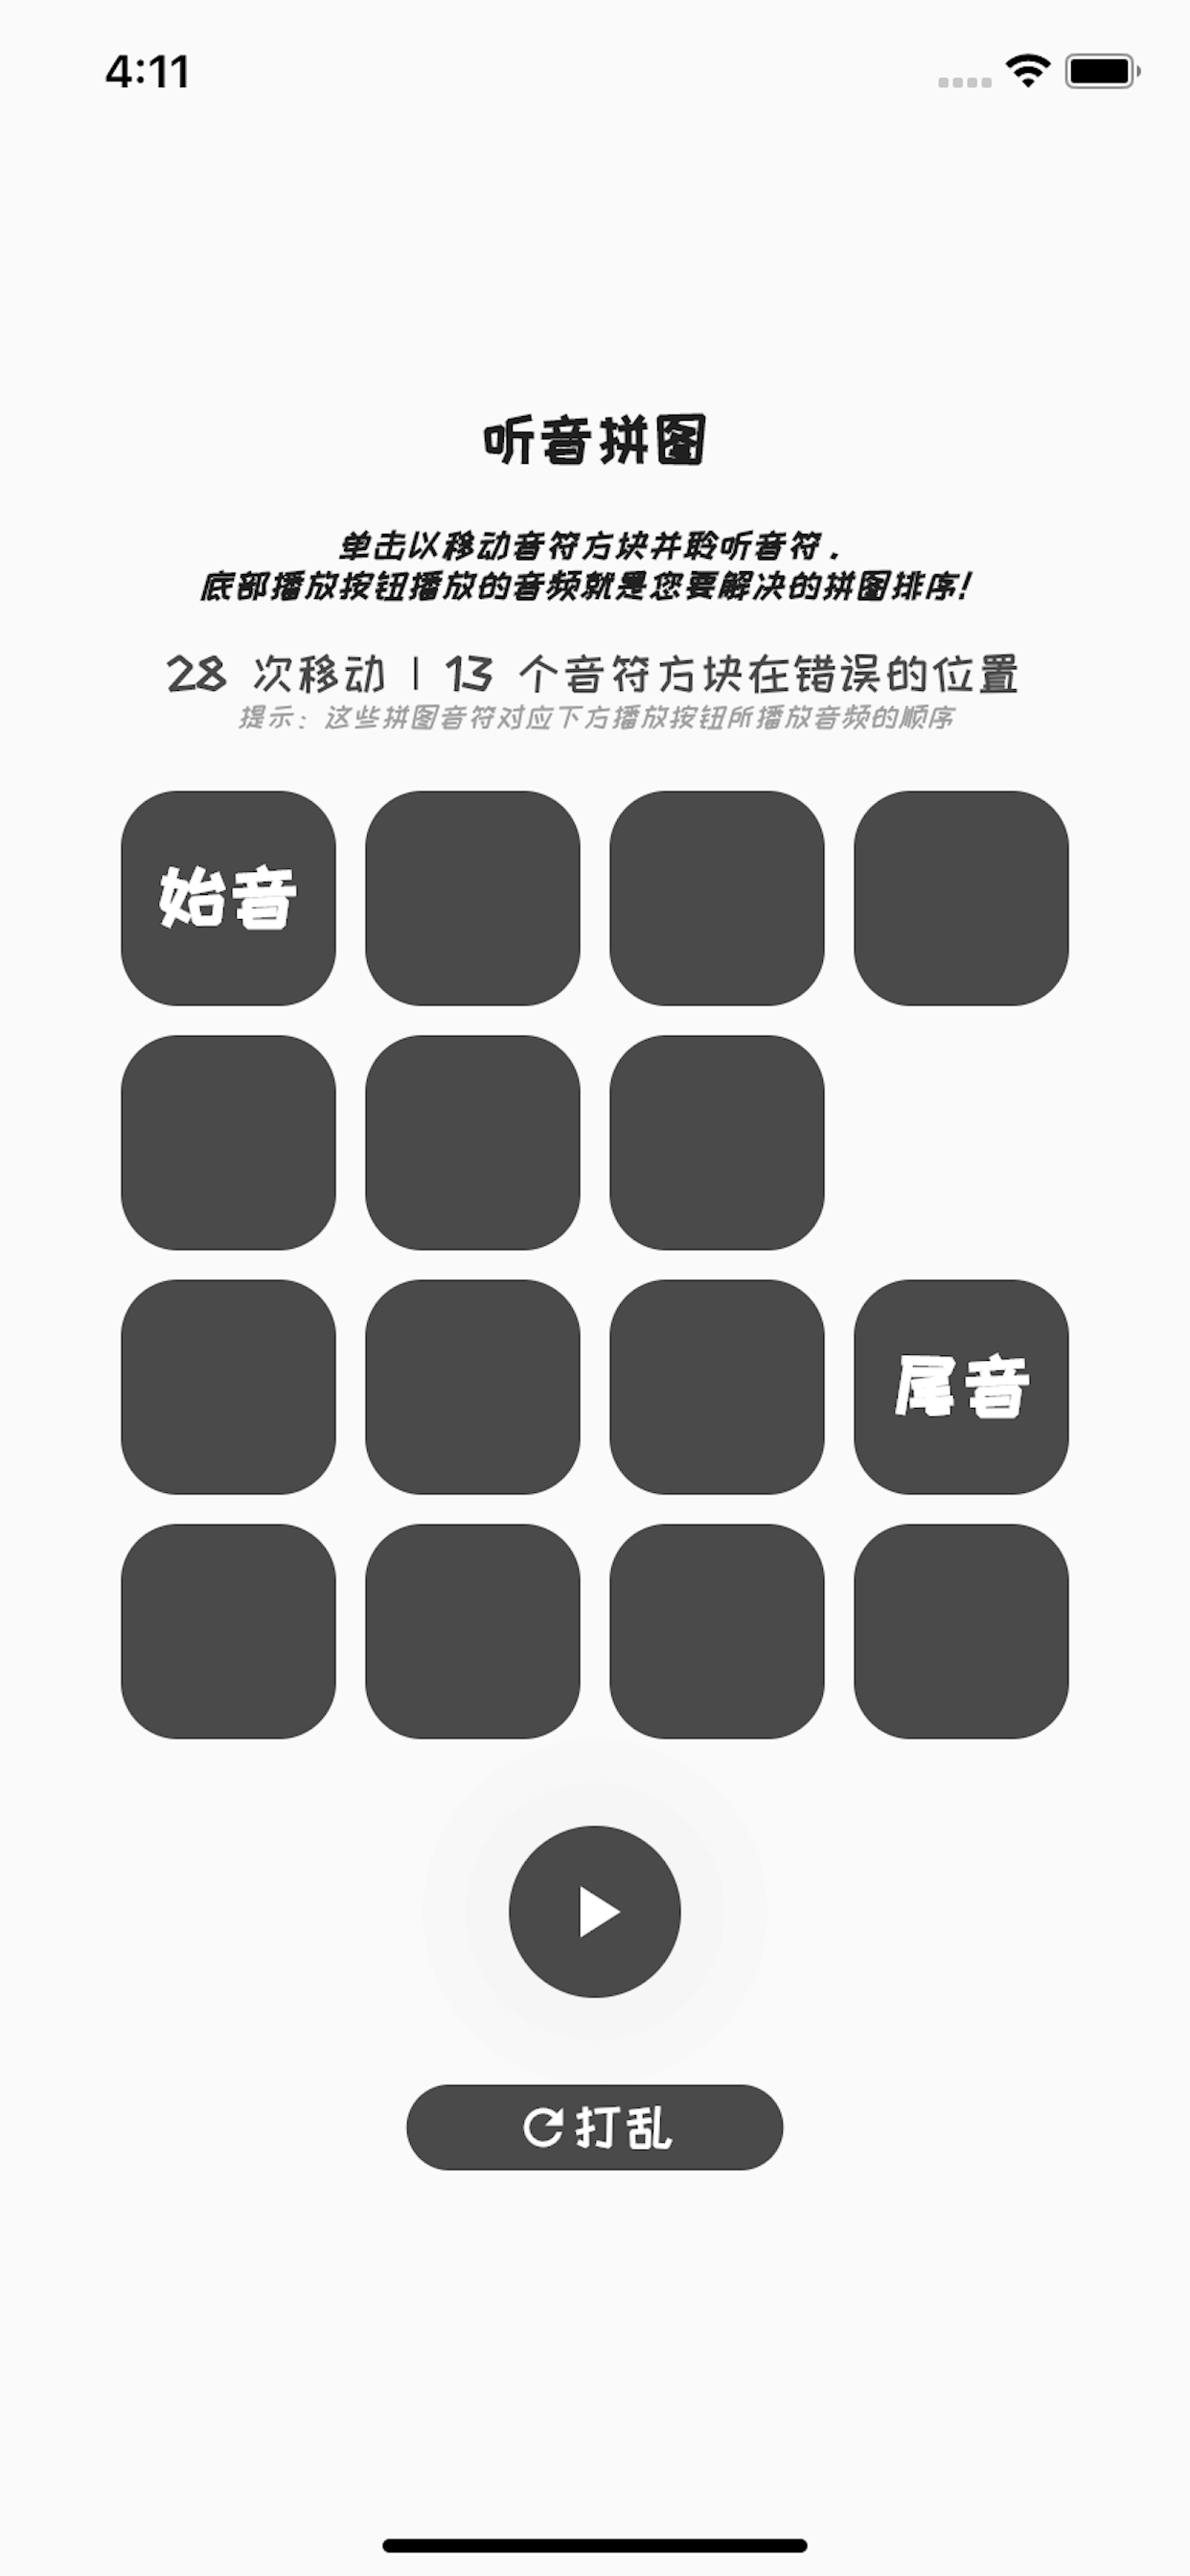 4:11
听音拼图
单击以移动音符方块并聆听音符.
底部播放按钮播放的音频就是您要解决的拼图排序!
28 次移动 | 13 个音符方块在错误的位置
提示: 这些拼图音符对应下方播放按钮所播放音频的顺序
始音
尾音
打乱